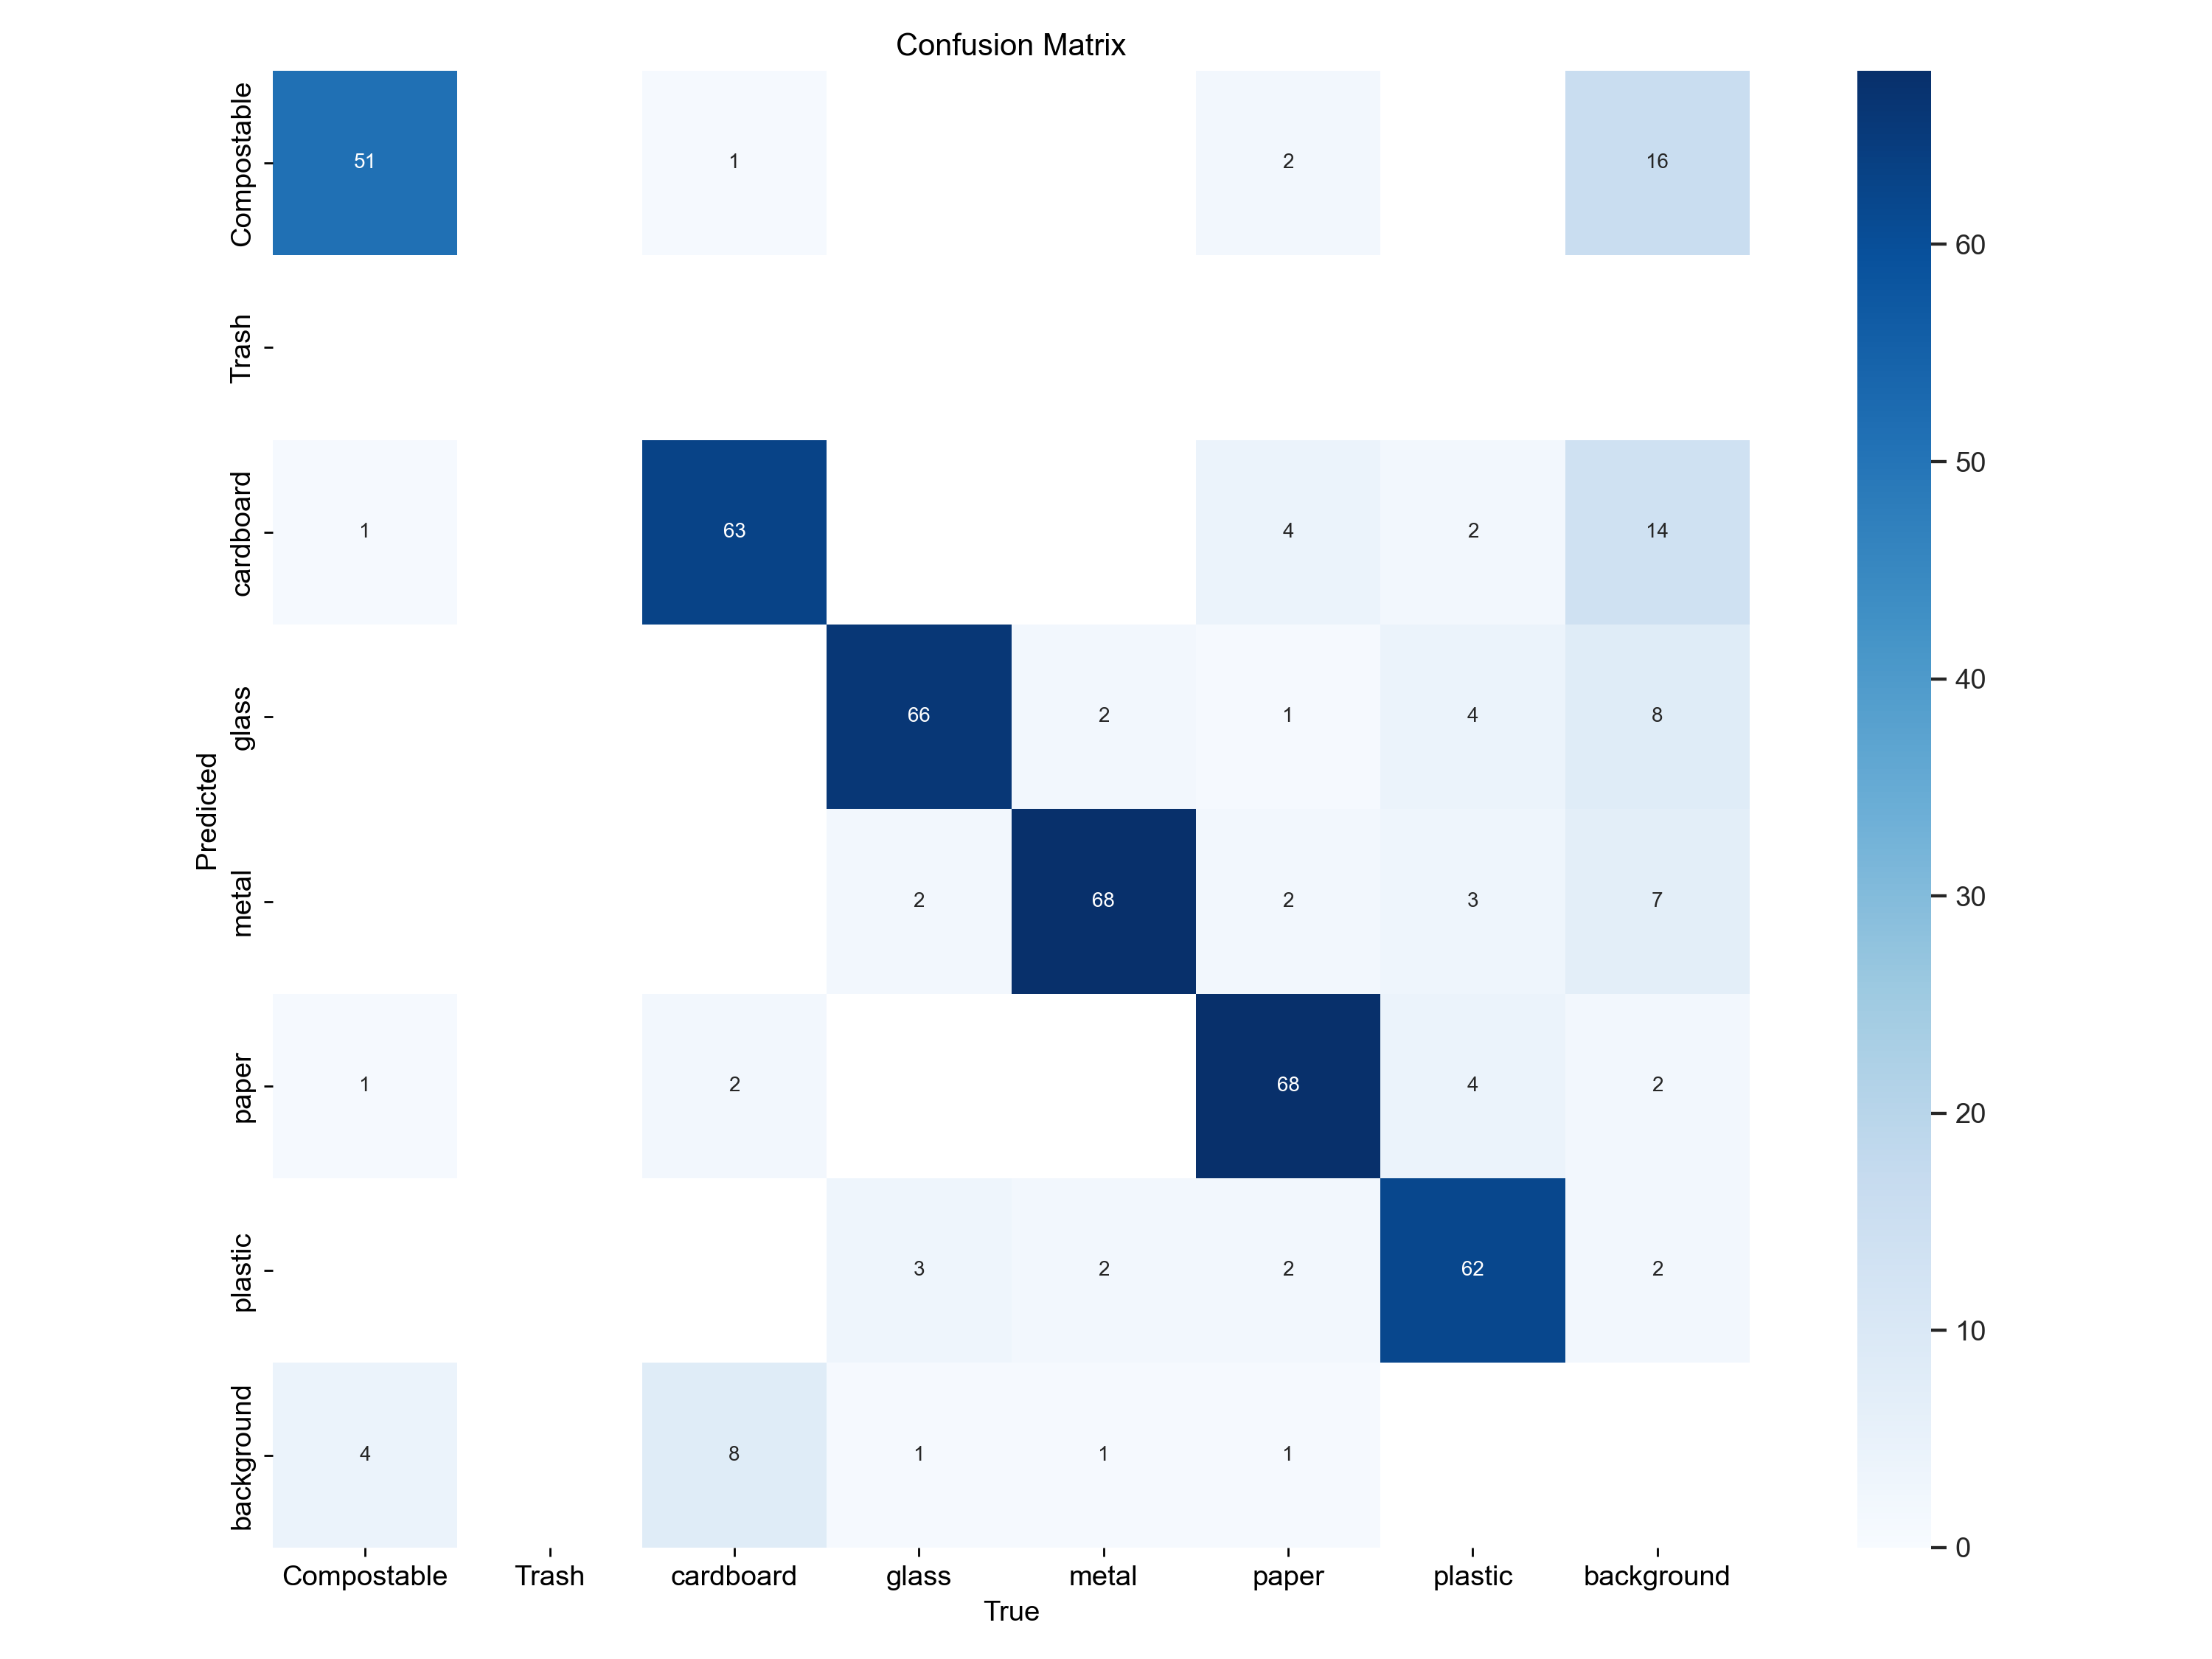 Confusion Matrix
Compostable
51 1 2 16
Trash
cardboard
1 63 4 2 14
glass
66 2 1 4 8
metal
2 68 2 3 7
paper
1 2 68 4 2
plastic
3 2 2 62 2
background
4 8 1 1 1
Predicted
Compostable Trash cardboard glass metal paper plastic background
True
60
50
40
30
20
10
0